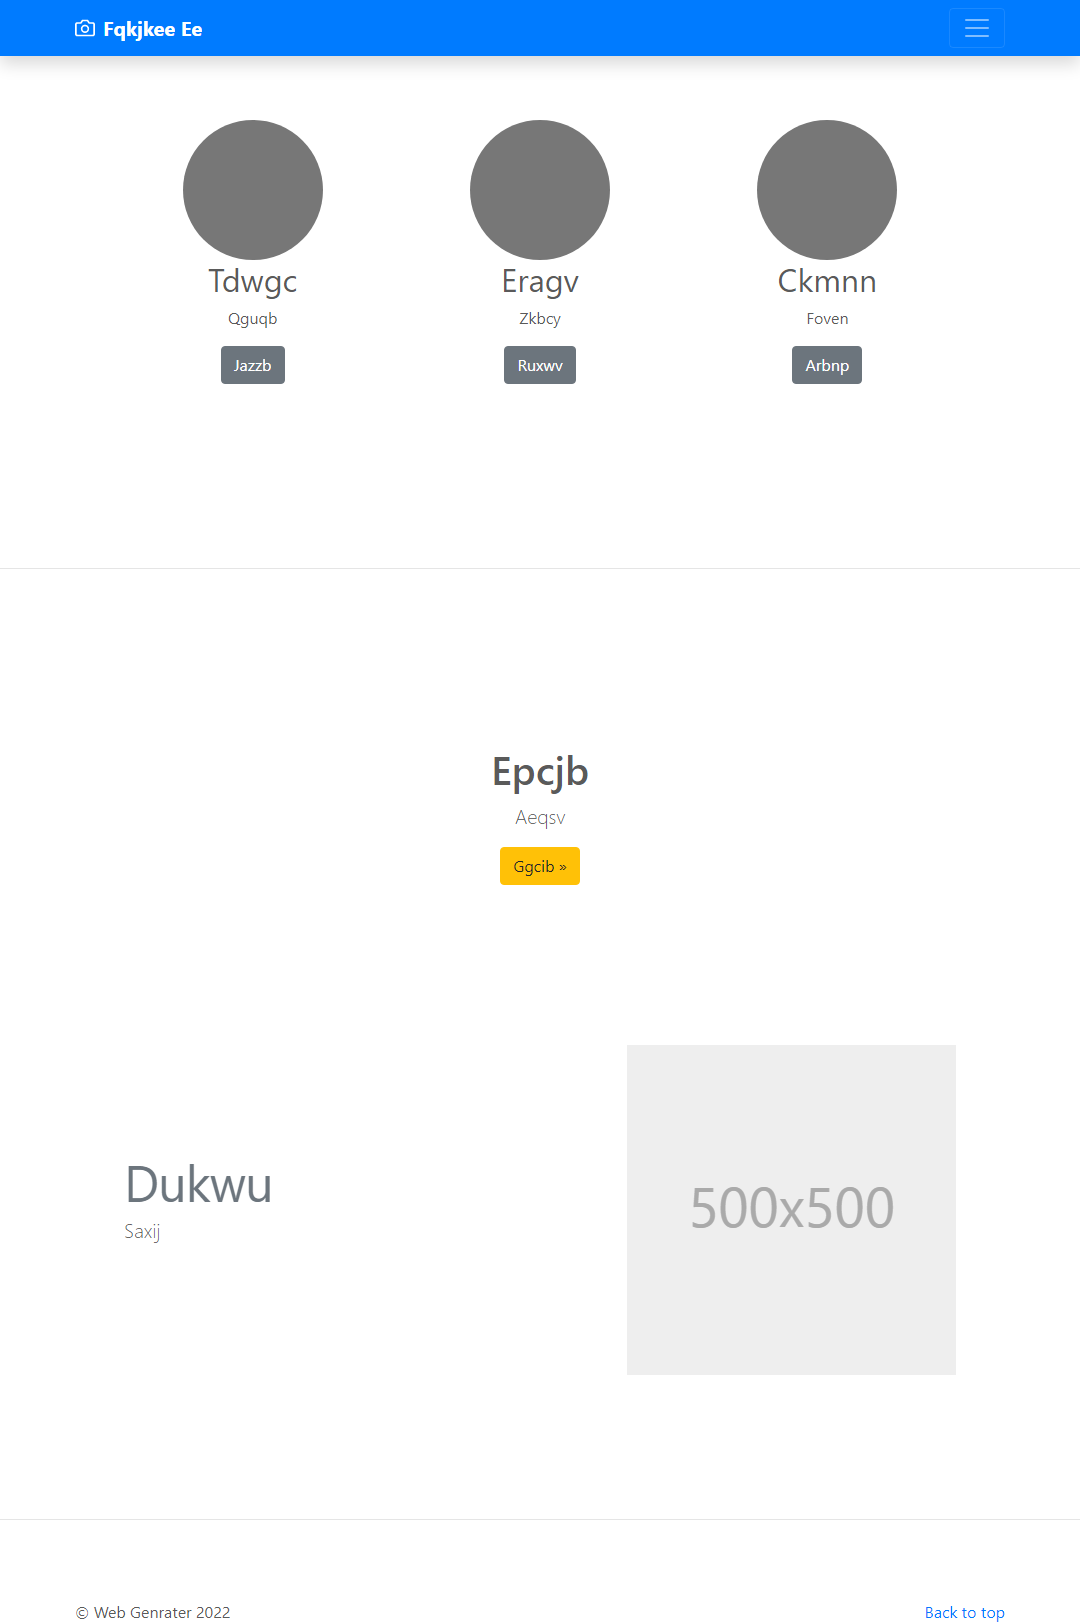 Fqkjkee Ee
Tdwgc
Qguqb
Jazzb
Eragv
Zkbcy
Ruxwv
Ckmnn
Foven
Arbnp
Epcjb
Aeqsv
Ggcib »
Dukwu
Saxij
500x500
© Web Genrater 2022
Back to top